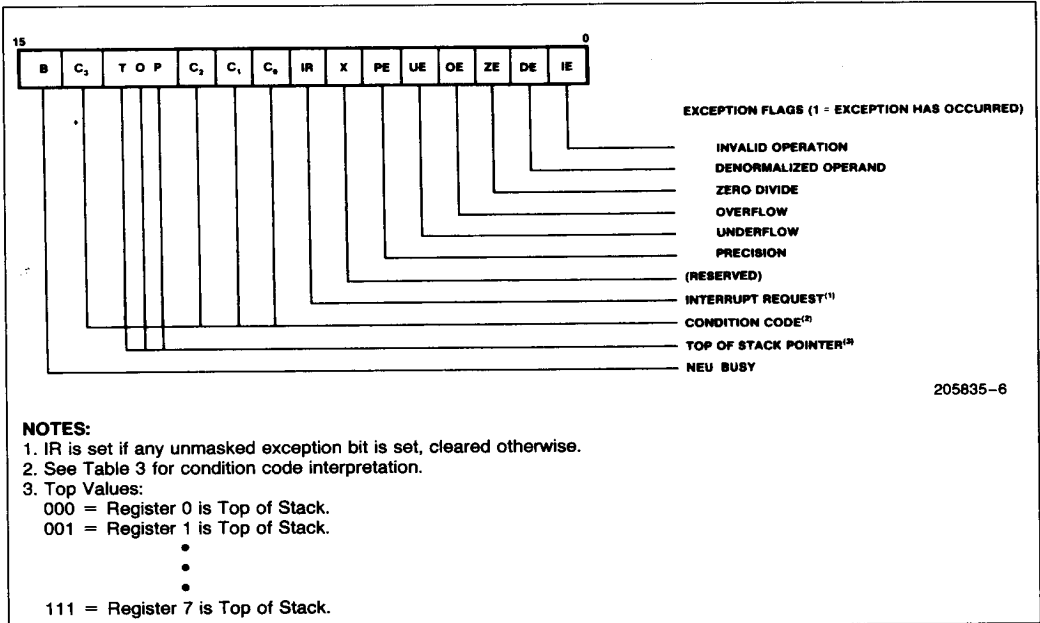 15 0
B C₃ T O P C₂ C₁ C₀ IR X PE UE OE ZE DE IE
EXCEPTION FLAGS (1 = EXCEPTION HAS OCCURRED)
INVALID OPERATION
DENORMALIZED OPERAND
ZERO DIVIDE
OVERFLOW
UNDERFLOW
PRECISION
(RESERVED)
INTERRUPT REQUEST⁽¹⁾
CONDITION CODE⁽²⁾
TOP OF STACK POINTER⁽³⁾
NEU BUSY
205835–6
NOTES:
1. IR is set if any unmasked exception bit is set, cleared otherwise.
2. See Table 3 for condition code interpretation.
3. Top Values:
000 = Register 0 is Top of Stack.
001 = Register 1 is Top of Stack.
•
•
•
111 = Register 7 is Top of Stack.